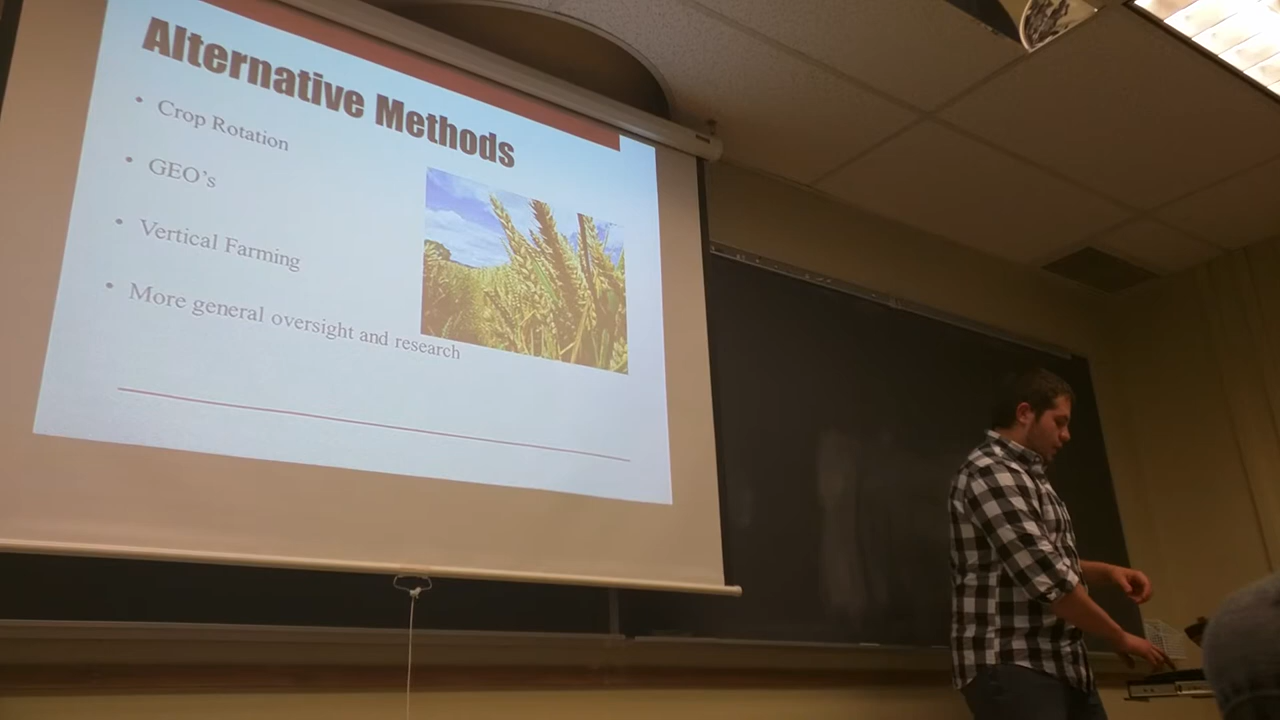 Alternative Methods
• Crop Rotation
• GEO's
• Vertical Farming
• More general oversight and research